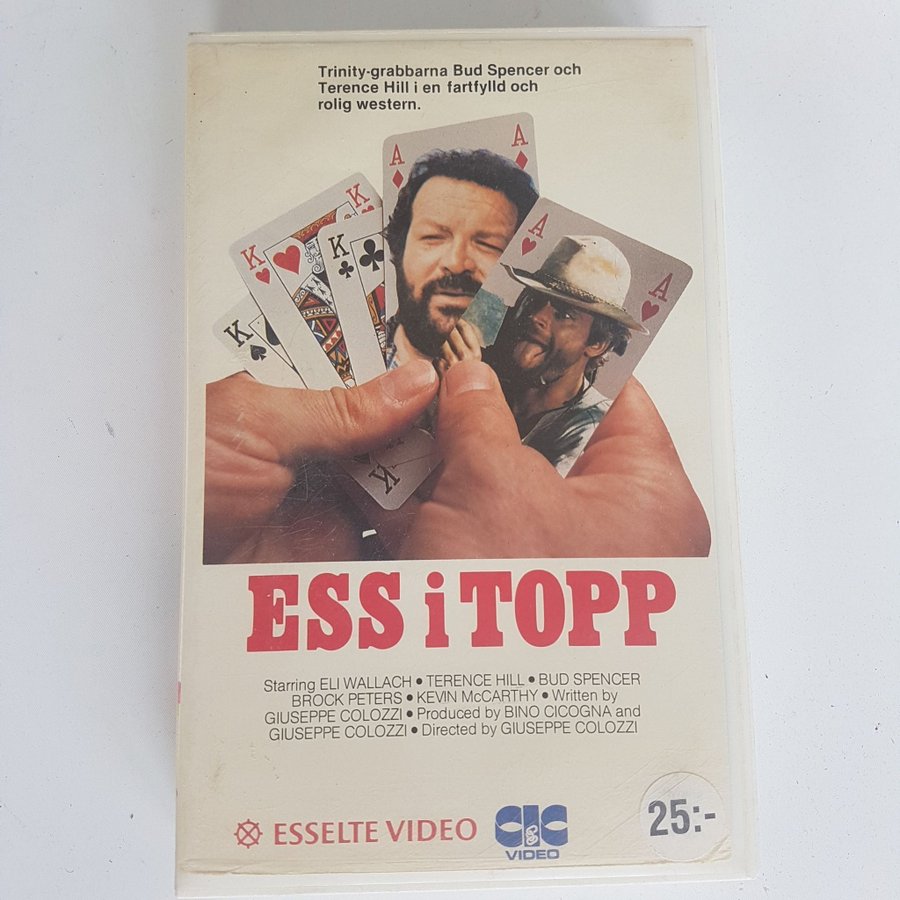 Trinity-grabbarna Bud Spencer och
Terence Hill i en fartfylld och
rolig western.
A
A
K
K
K
A
A
K
K
ESS i TOPP
Starring ELI WALLACH • TERENCE HILL • BUD SPENCER
BROCK PETERS • KEVIN McCARTHY • Written by
GIUSEPPE COLOZZI • Produced by BINO CICOGNA and
GIUSEPPE COLOZZI • Directed by GIUSEPPE COLOZZI
ESSELTE VIDEO
CIC
VIDEO
25:-